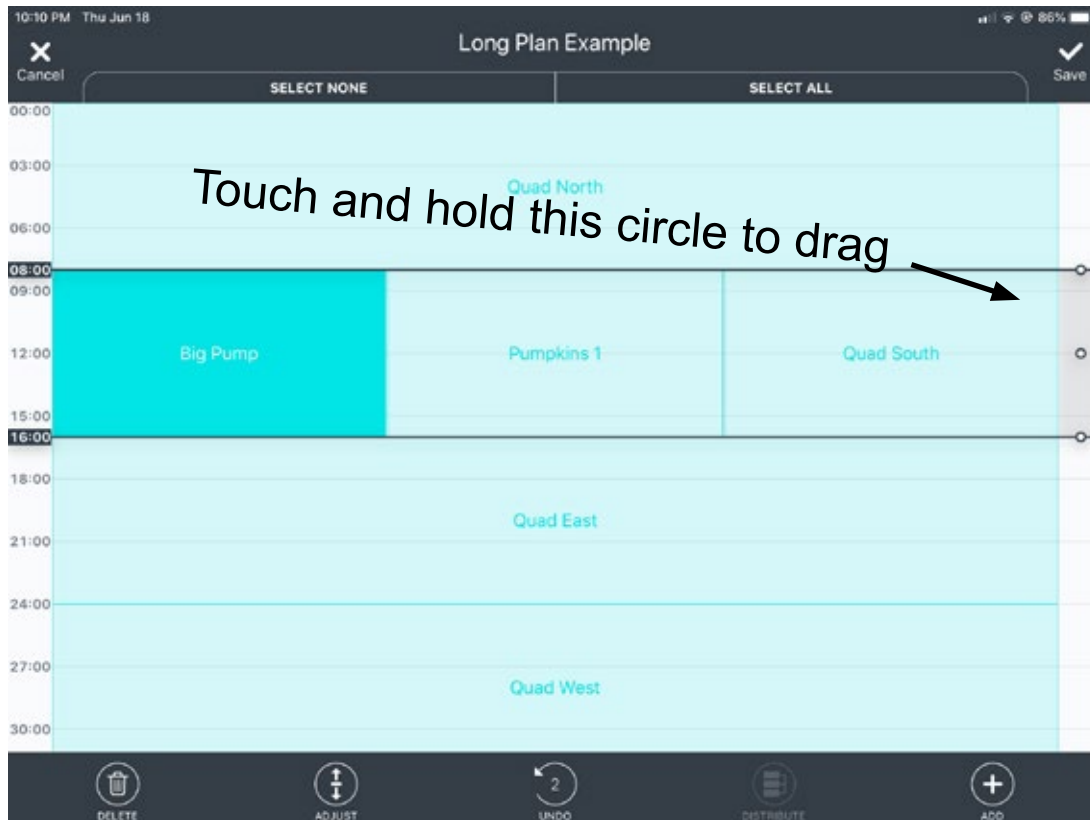 10:10 PM Thu Jun 18 86%
Long Plan Example
Cancel
Save
SELECT NONE SELECT ALL
00:00
03:00
Quad North
Touch and hold this circle to drag
06:00
08:00
09:00
12:00 Big Pump Pumpkins 1 Quad South
15:00
16:00
18:00
Quad East
21:00
24:00
27:00
Quad West
30:00
2
DELETE ADJUST UNDO DISTRIBUTE ADD